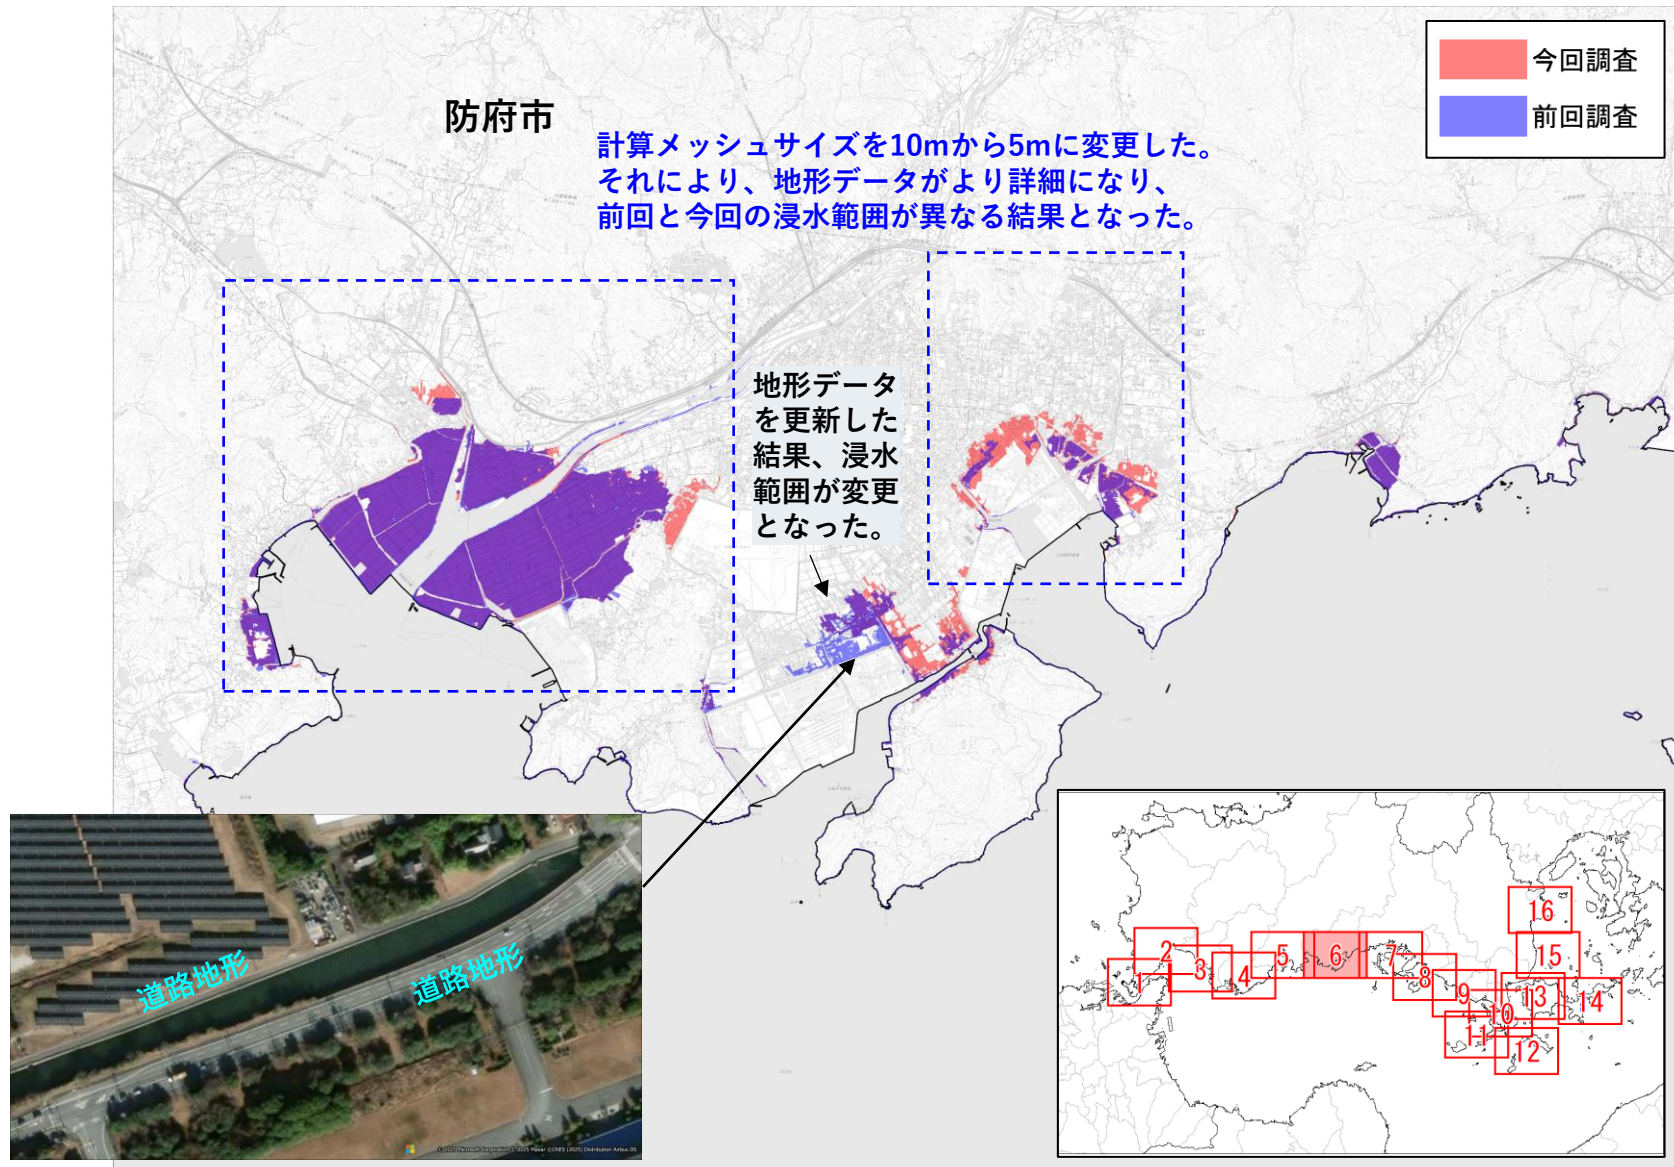 今回調査
前回調査
防府市
計算メッシュサイズを10mから5mに変更した。
それにより、地形データがより詳細になり、
前回と今回の浸水範囲が異なる結果となった。
地形データ
を更新した
結果、浸水
範囲が変更
となった。
道路地形
道路地形
16
15
14
13
12
11
10
9
8
7
6
5
4
3
2
1